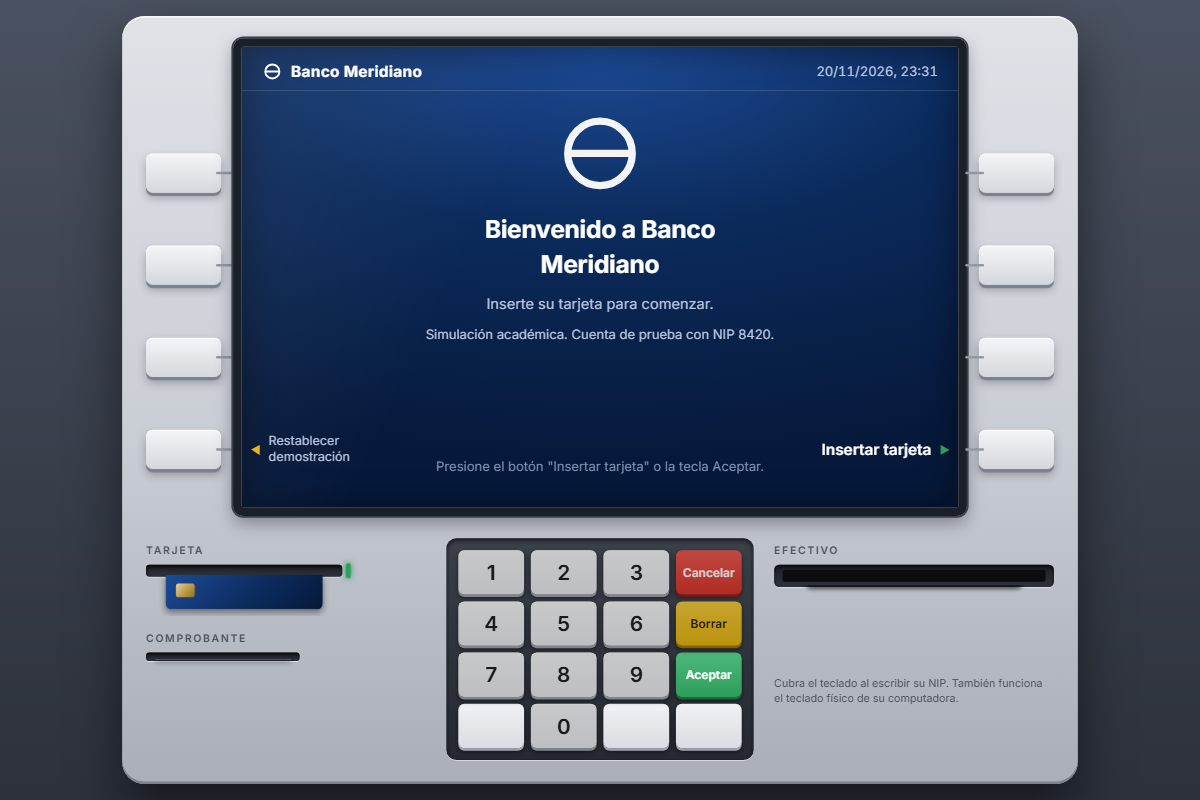 Banco Meridiano
20/11/2026, 23:31
Bienvenido a Banco
Meridiano
Inserte su tarjeta para comenzar.
Simulación académica. Cuenta de prueba con NIP 8420.
Restablecer
demostración
Insertar tarjeta
Presione el botón "Insertar tarjeta" o la tecla Aceptar.
TARJETA
COMPROBANTE
1 2 3 Cancelar
4 5 6 Borrar
7 8 9 Aceptar
0
EFECTIVO
Cubra el teclado al escribir su NIP. También funciona
el teclado físico de su computadora.